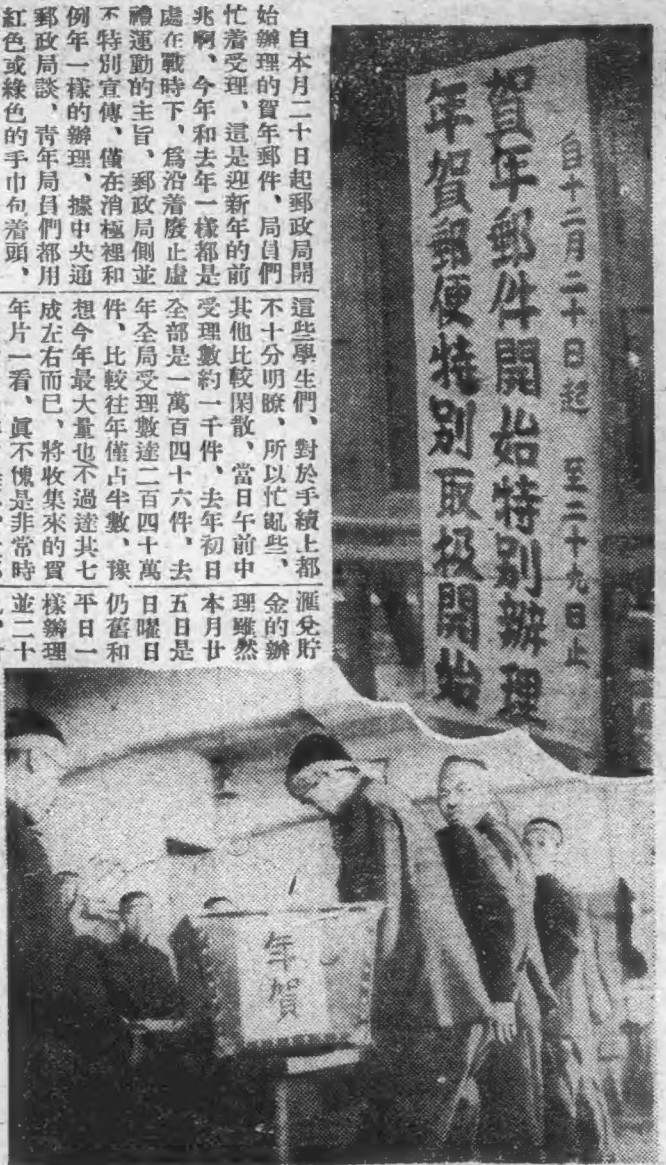 自十二月二十日起 至二十九日止
賀年郵件開始特別辦理
年賀郵便特別取扱開始
自本月二十日起郵政局開
始辦理的賀年郵件、局員們
忙着受理、這是迎新年的前
兆啊、今年和去年一樣都是
處在戰時下、爲沿着廢止虛
禮運動的主旨、郵政局側並
不特別宣傳、僅在消極裡和
例年一樣的辦理、據中央通
郵政局談、靑年局員們都用
紅色或綠色的手巾包着頭、
這些學生們、對於手續上都
不十分明瞭、所以忙亂些、
其他比較閑散、當日午前中
受理數約一千件、去年初日
全部是一萬百四十六件、去
年全局受理數達二百四十萬
件、比較往年僅占半數、豫
想今年最大量也不過達其七
成左右而已、將收集來的賀
年片一看、眞不愧是非常時
滙兌貯
金的辦
理雖然
本月廿
五日是
日曜日
仍舊和
平日一
樣辦理
並二十
年賀